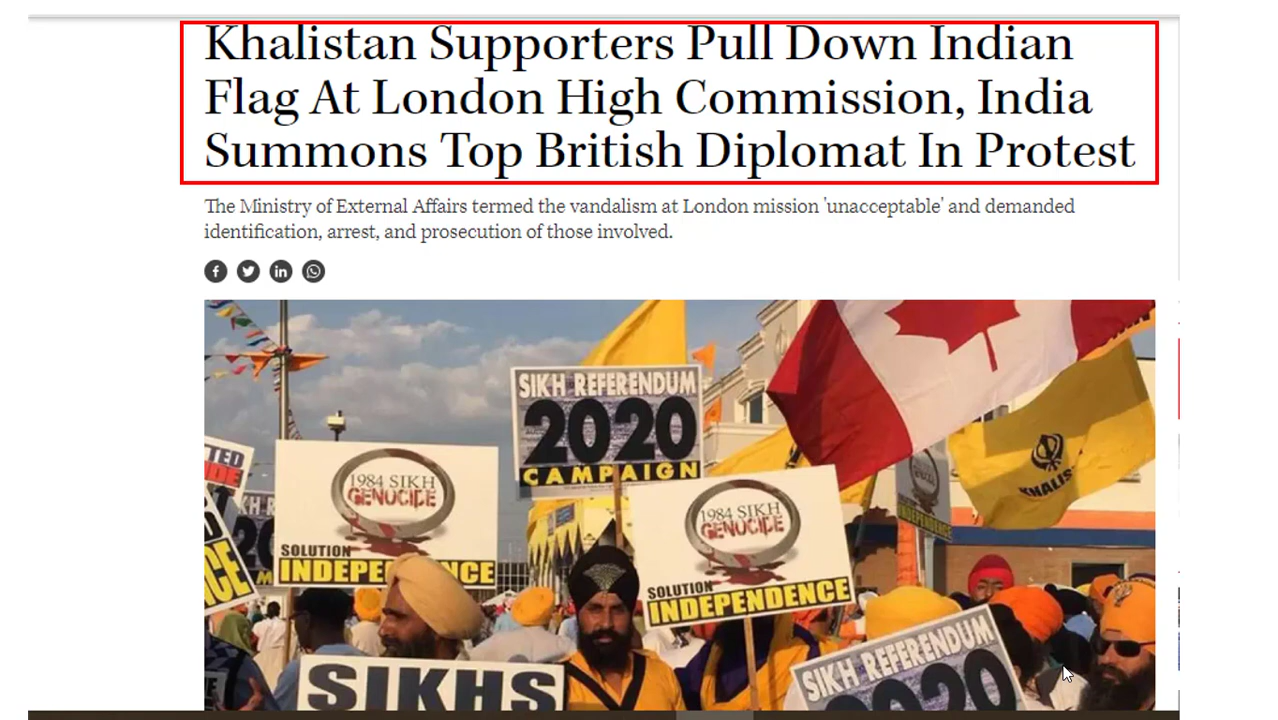 Khalistan Supporters Pull Down Indian
Flag At London High Commission, India
Summons Top British Diplomat In Protest
The Ministry of External Affairs termed the vandalism at London mission 'unacceptable' and demanded
identification, arrest, and prosecution of those involved.
SIKH REFERENDUM
2020
CAMPAIGN
1984 SIKH
GENOCIDE
SOLUTION
INDEPENDENCE
1984 SIKH
GENOCIDE
SOLUTION
INDEPENDENCE
INDEPENDENCE
SIKH REFERENDUM
2020
SIKHS